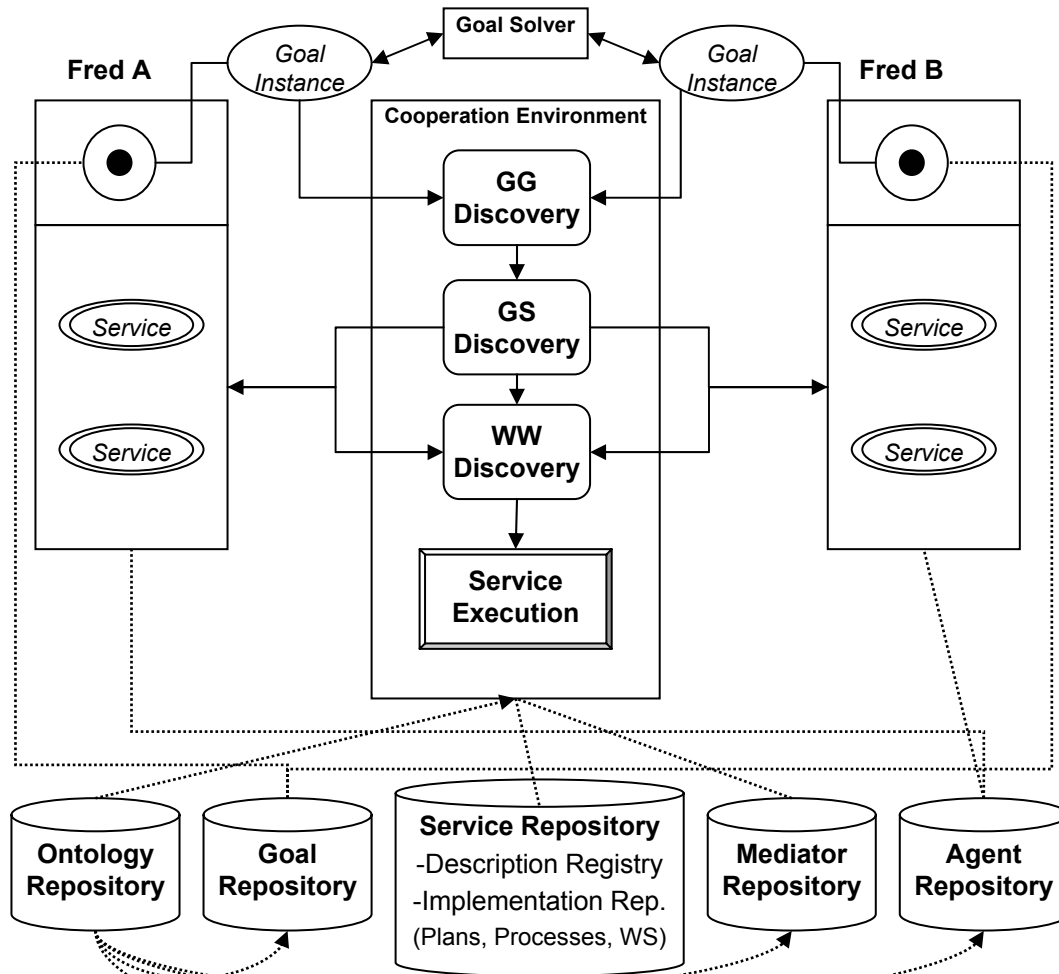 Goal Solver
Goal
Instance
Goal
Instance
Fred A
Fred B
Cooperation Environment
GG
Discovery
GS
Discovery
WW
Discovery
Service
Execution
Service
Service
Service
Service
Ontology
Repository
Goal
Repository
Service Repository
-Description Registry
-Implementation Rep.
(Plans, Processes, WS)
Mediator
Repository
Agent
Repository